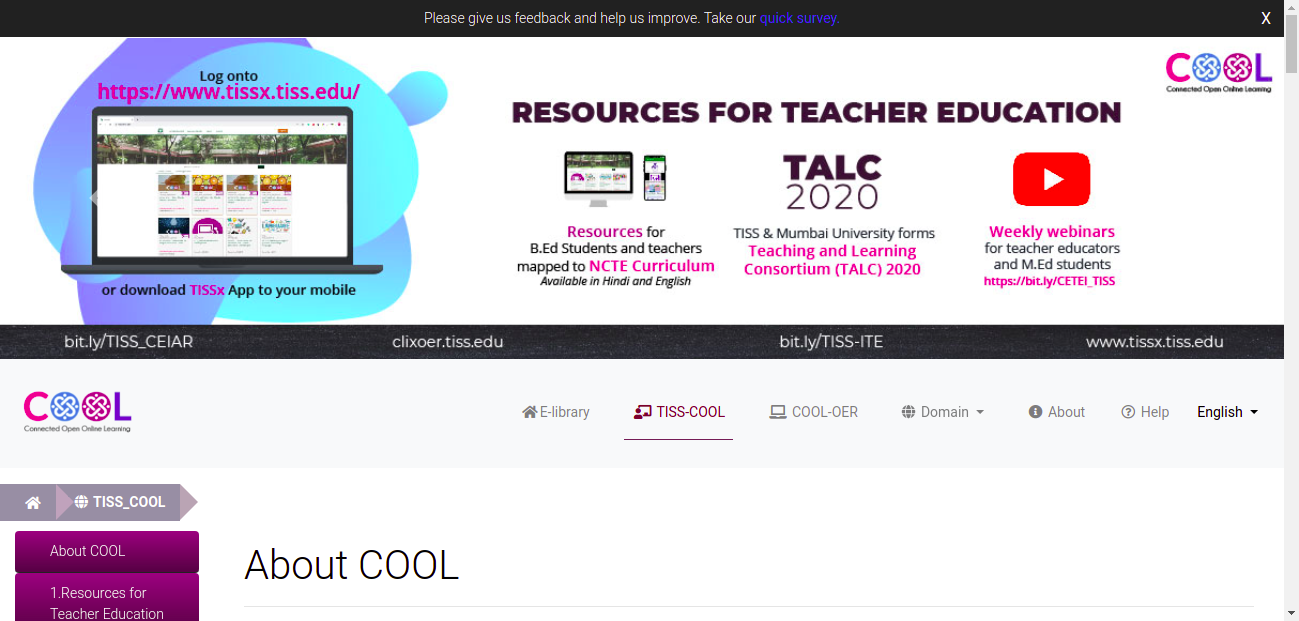 Please give us feedback and help us improve. Take our quick survey.
X
Log onto
https://www.tissx.tiss.edu/
or download TISSx App to your mobile
COOL
Connected Open Online Learning
RESOURCES FOR TEACHER EDUCATION
Resources for
B.Ed Students and teachers
mapped to NCTE Curriculum
Available in Hindi and English
TALC
2020
TISS & Mumbai University forms
Teaching and Learning
Consortium (TALC) 2020
Weekly webinars
for teacher educators
and M.Ed students
https://bit.ly/CETEI_TISS
bit.ly/TISS_CEIAR
clixoer.tiss.edu
bit.ly/TISS-ITE
www.tissx.tiss.edu
COOL
Connected Open Online Learning
E-library
TISS-COOL
COOL-OER
Domain
About
Help
English
TISS_COOL
About COOL
1.Resources for
Teacher Education
About COOL